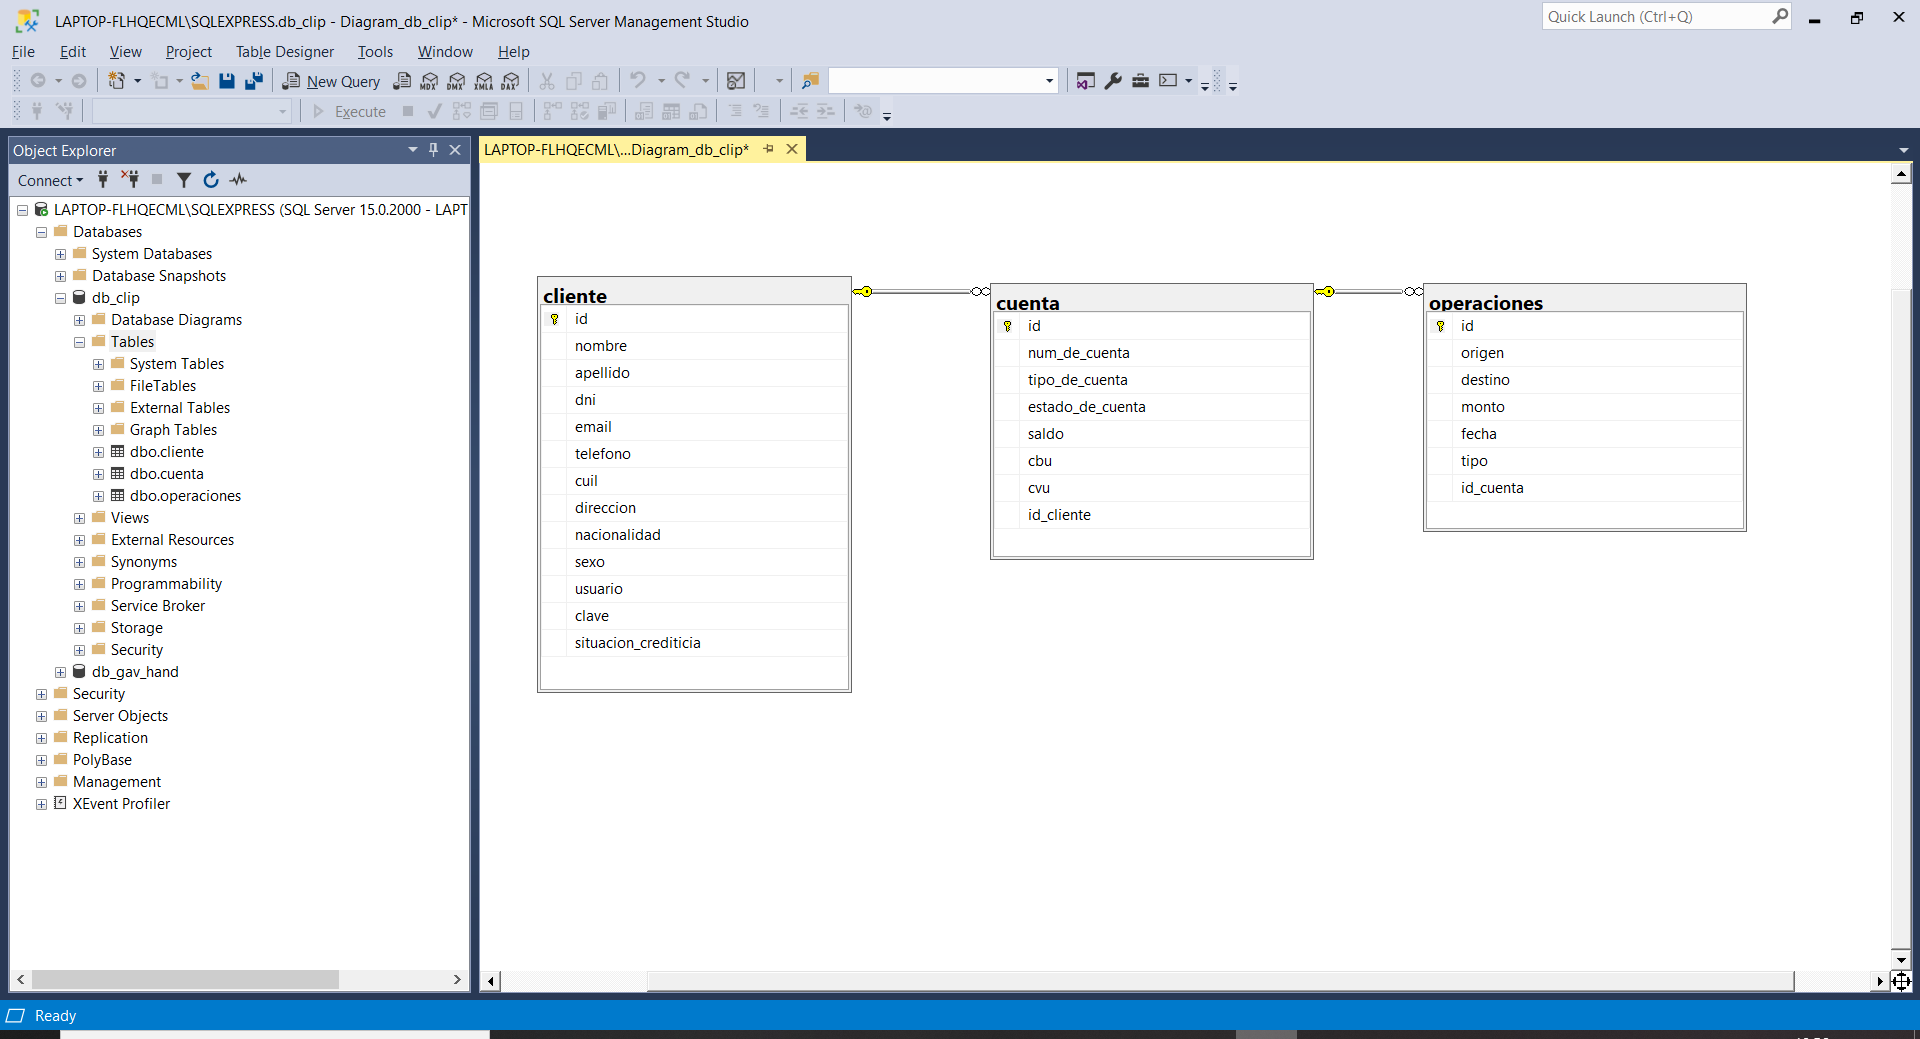 LAPTOP-FLHQECML\SQLEXPRESS.db_clip - Diagram_db_clip* - Microsoft SQL Server Management Studio
Quick Launch (Ctrl+Q)
File Edit View Project Table Designer Tools Window Help
New Query MDX DMX XMLA DAX
Execute
Object Explorer
LAPTOP-FLHQECML\...Diagram_db_clip*
Connect
LAPTOP-FLHQECML\SQLEXPRESS (SQL Server 15.0.2000 - LAPT
Databases
System Databases
Database Snapshots
db_clip
Database Diagrams
Tables
System Tables
FileTables
External Tables
Graph Tables
dbo.cliente
dbo.cuenta
dbo.operaciones
Views
External Resources
Synonyms
Programmability
Service Broker
Storage
Security
db_gav_hand
Security
Server Objects
Replication
PolyBase
Management
XEvent Profiler
cliente
id
nombre
apellido
dni
email
telefono
cuil
direccion
nacionalidad
sexo
usuario
clave
situacion_crediticia
cuenta
id
num_de_cuenta
tipo_de_cuenta
estado_de_cuenta
saldo
cbu
cvu
id_cliente
operaciones
id
origen
destino
monto
fecha
tipo
id_cuenta
Ready